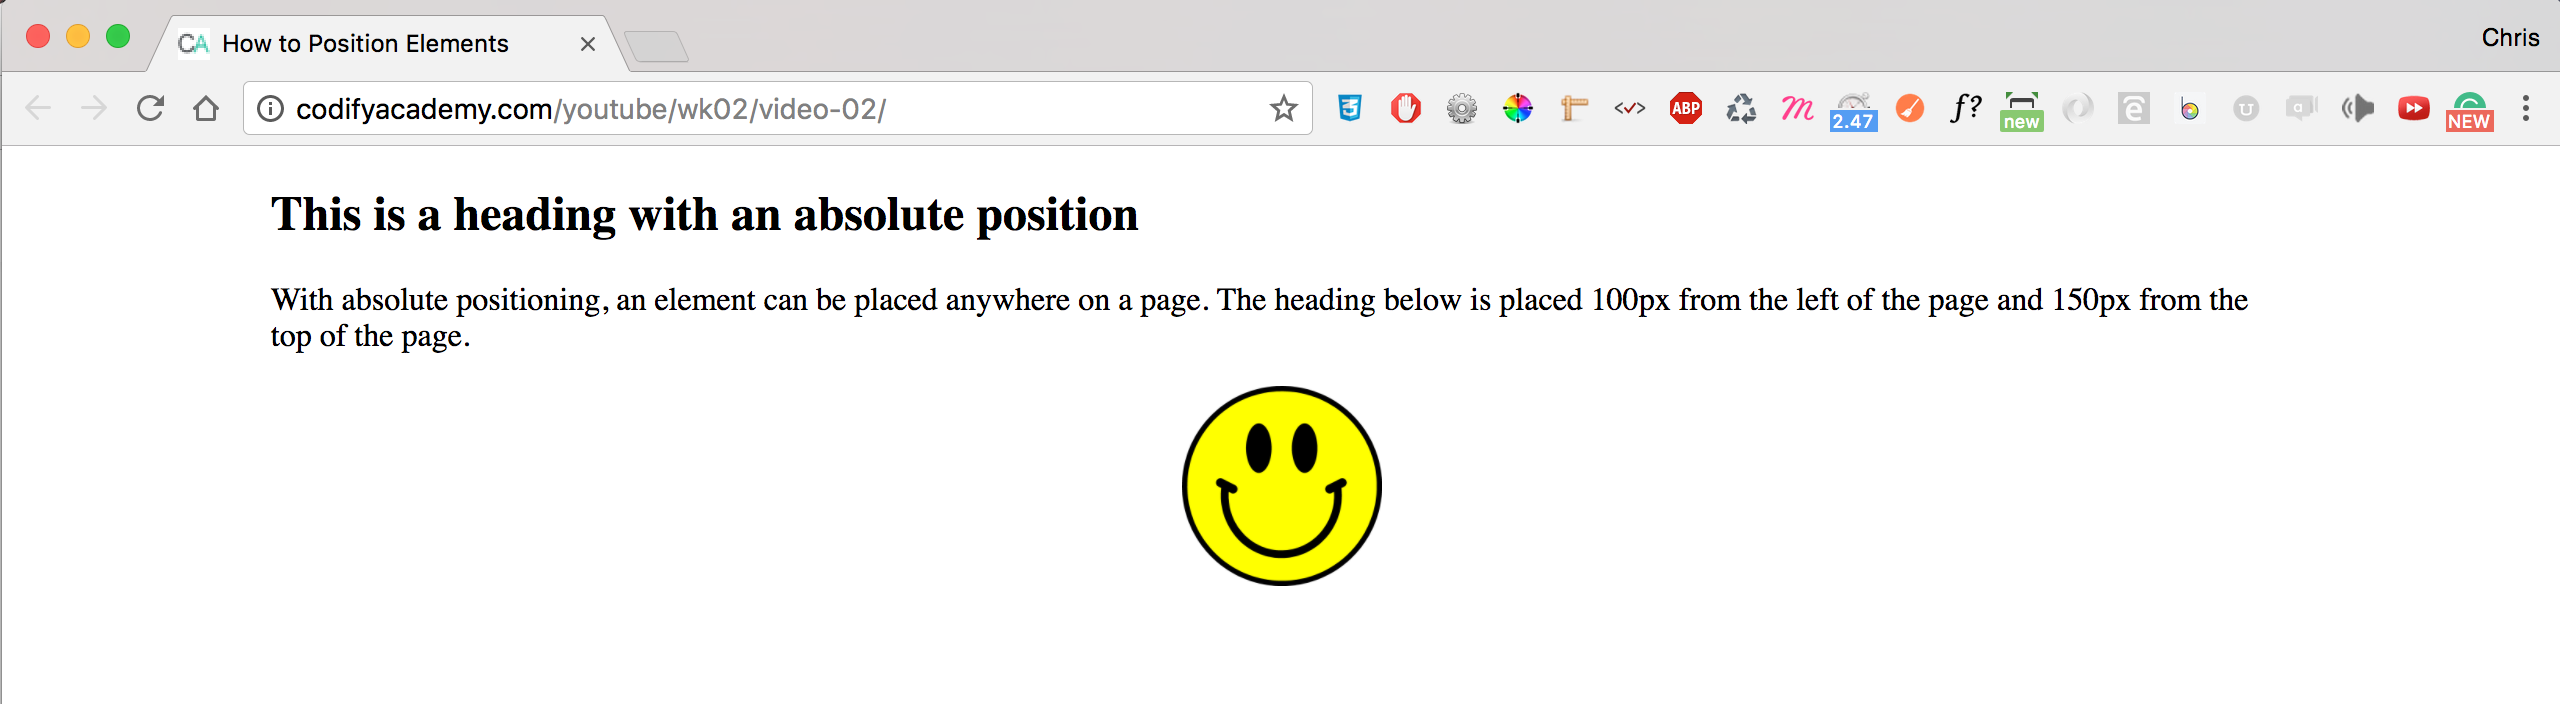 CA How to Position Elements
Chris
codifyacademy.com/youtube/wk02/video-02/
ABP
m
2.47
f?
new
NEW
This is a heading with an absolute position
With absolute positioning, an element can be placed anywhere on a page. The heading below is placed 100px from the left of the page and 150px from the
top of the page.